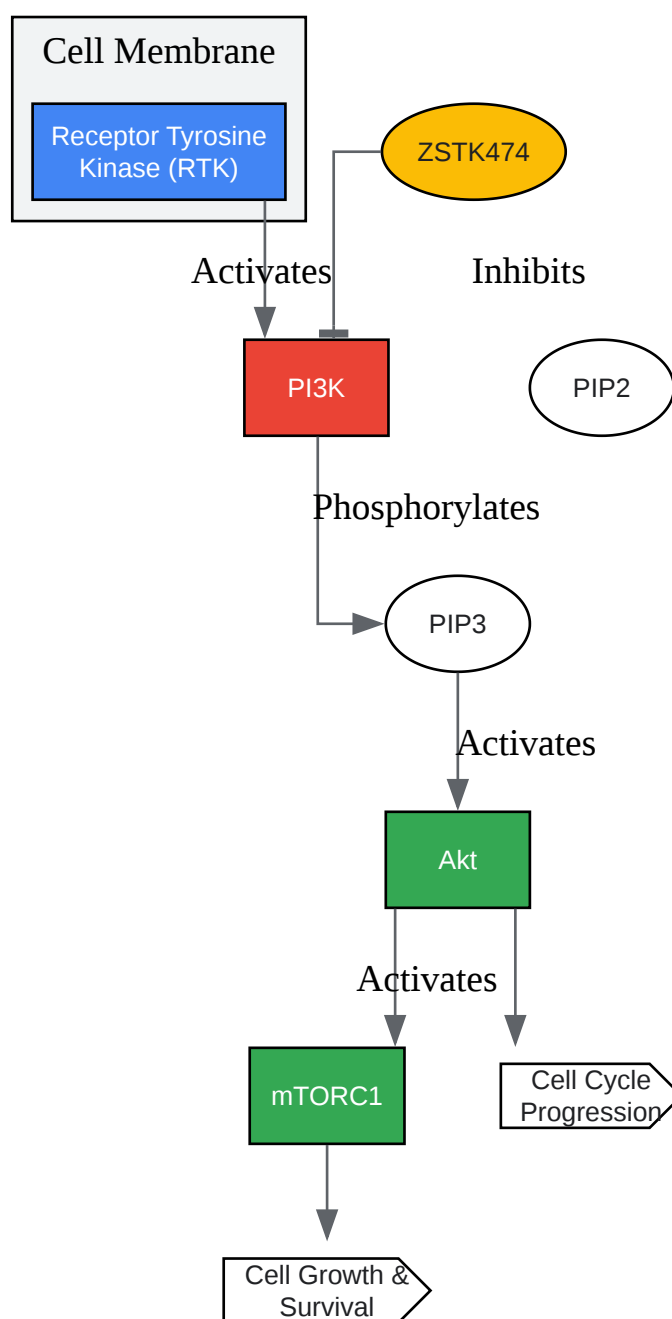 Cell Membrane
Receptor Tyrosine
Kinase (RTK)
ZSTK474
Activates
Inhibits
PI3K
PIP2
Phosphorylates
PIP3
Activates
Akt
Activates
mTORC1
Cell Cycle
Progression
Cell Growth &
Survival